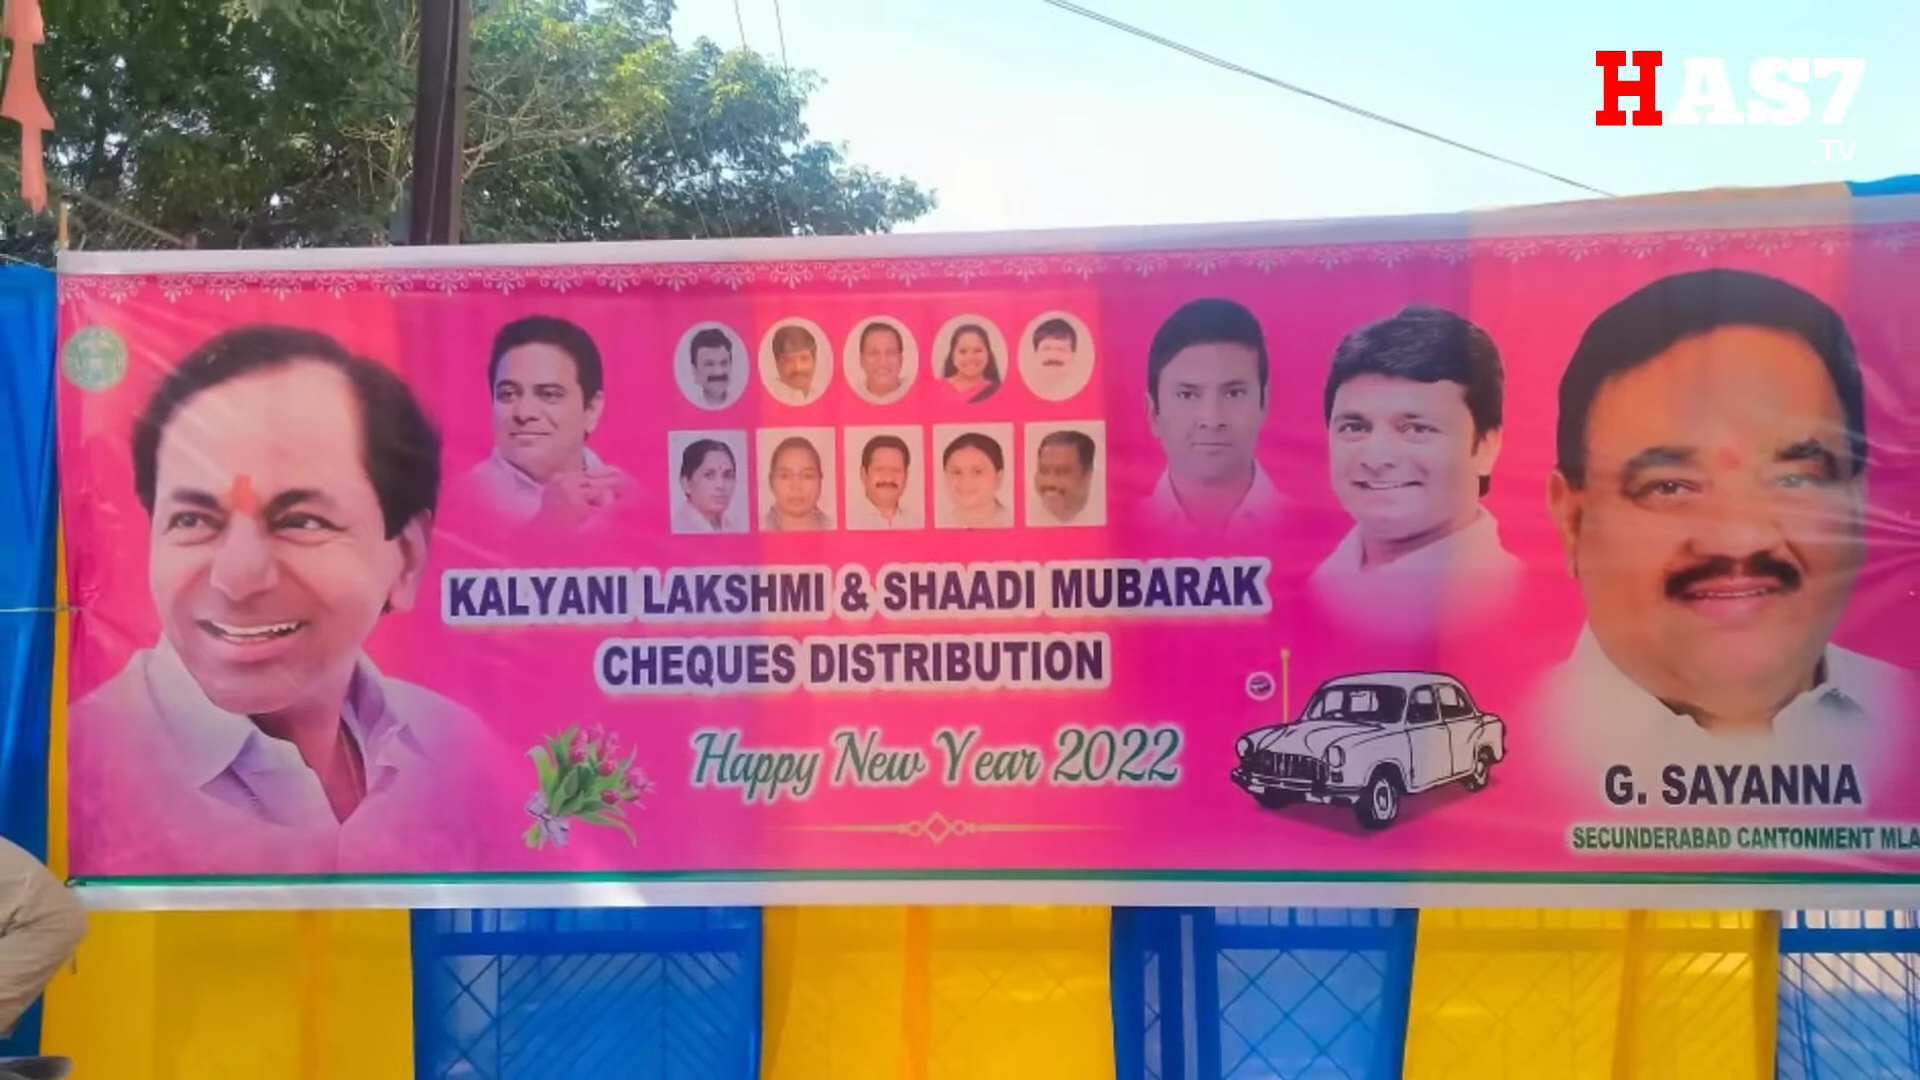 HAS7
TV
KALYANI LAKSHMI & SHAADI MUBARAK
CHEQUES DISTRIBUTION
Happy New Year 2022
G. SAYANNA
SECUNDERABAD CANTONMENT MLA